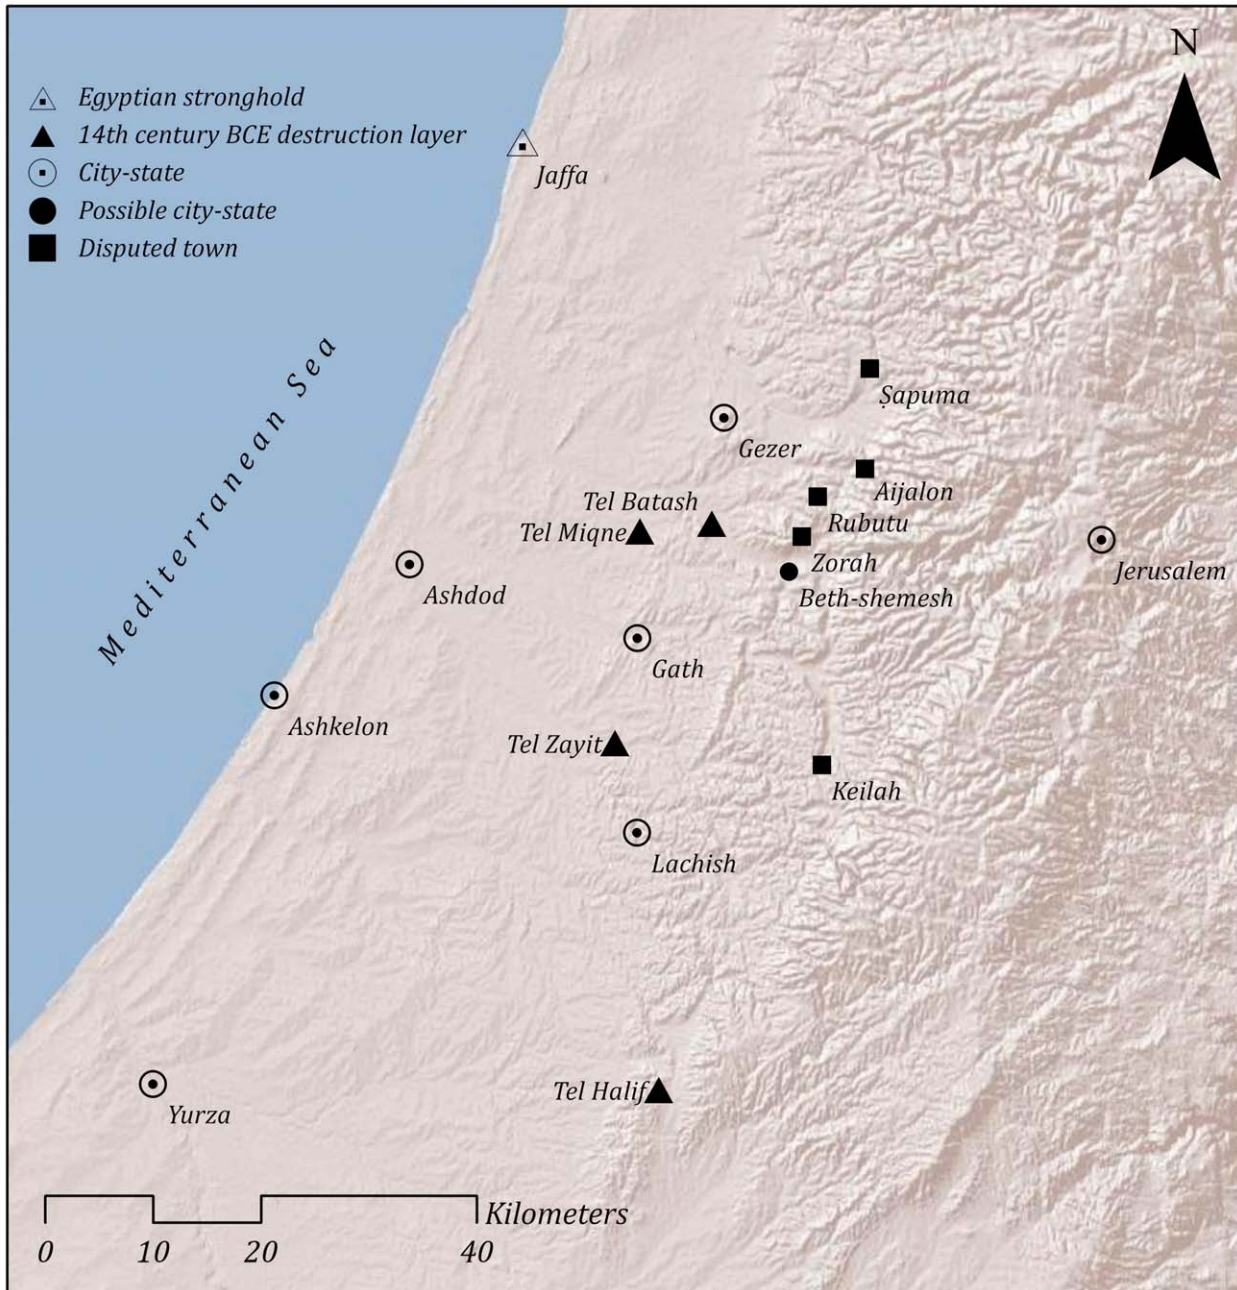 N
Egyptian stronghold
14th century BCE destruction layer
City-state
Possible city-state
Disputed town
Jaffa
Mediterranean Sea
Ṣapuma
Gezer
Aijalon
Tel Batash
Rubutu
Tel Miqne
Zorah
Jerusalem
Ashdod
Beth-shemesh
Gath
Ashkelon
Tel Zayit
Keilah
Lachish
Tel Halif
Yurza
Kilometers
0 10 20 40